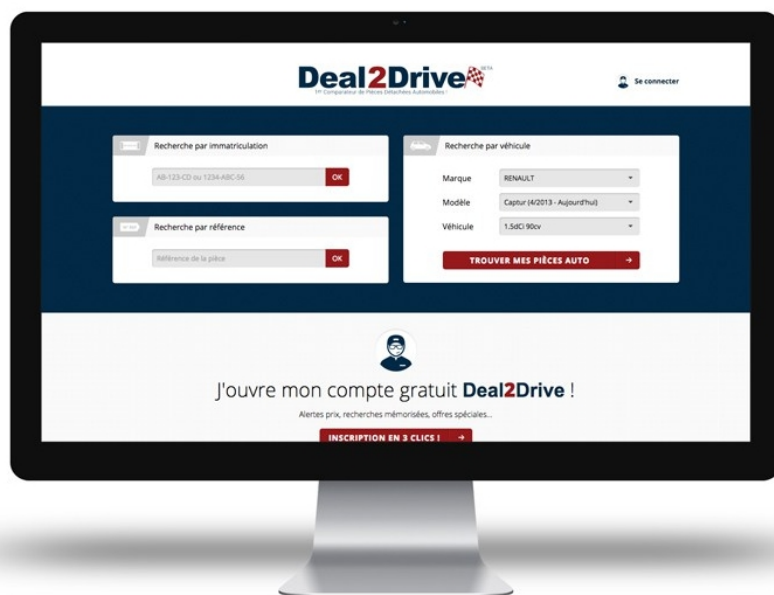 Deal2Drive BETA
1er Comparateur de Pièces Détachées Automobiles !
Se connecter
Recherche par immatriculation
AB-123-CD ou 1234-ABC-56
OK
Recherche par référence
Référence de la pièce
OK
Recherche par véhicule
Marque
RENAULT
Modèle
Captur (4/2013 - Aujourd'hui)
Véhicule
1.5dCi 90cv
TROUVER MES PIÈCES AUTO
J'ouvre mon compte gratuit Deal2Drive !
Alertes prix, recherches mémorisées, offres spéciales...
INSCRIPTION EN 3 CLICS !